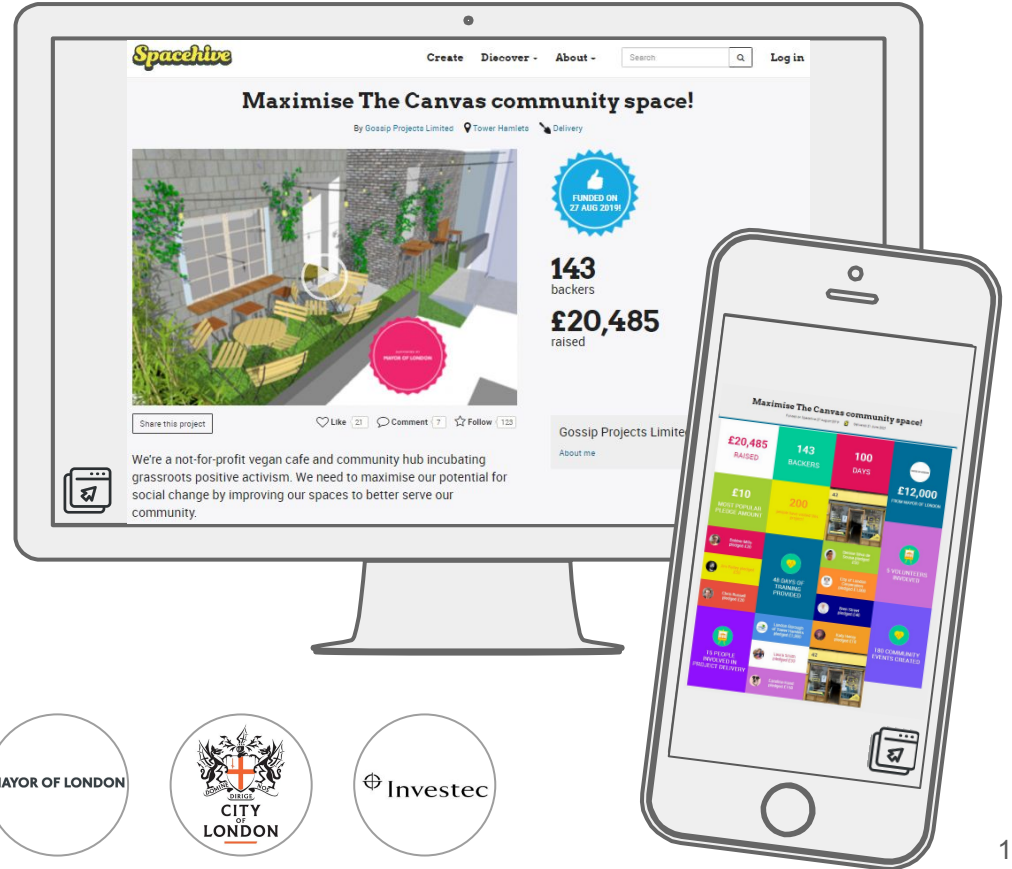 Spacehive
Create Discover About Search Log in
Maximise The Canvas community space!
By Gossip Projects Limited Tower Hamlets Delivery
FUNDED ON
27 AUG 2019!
143
backers
£20,485
raised
MAYOR OF LONDON
Share this project
Like 21 Comment 7 Follow 123
Gossip Projects Limite
About me
We're a not-for-profit vegan cafe and community hub incubating
grassroots positive activism. We need to maximise our potential for
social change by improving our spaces to better serve our
community.
Maximise The Canvas community space!
£20,485
RAISED
143
BACKERS
100
DAYS
£12,000
FROM MAYOR OF LONDON
£10
MOST POPULAR
PLEDGE AMOUNT
200
5 VOLUNTEERS
INVOLVED
48 DAYS OF
TRAINING
PROVIDED
15 PEOPLE
INVOLVED IN
PROJECT DELIVERY
180 COMMUNITY
EVENTS CREATED
MAYOR OF LONDON
DOMINE DIRIGE NOS
CITY
OF
LONDON
Investec
1